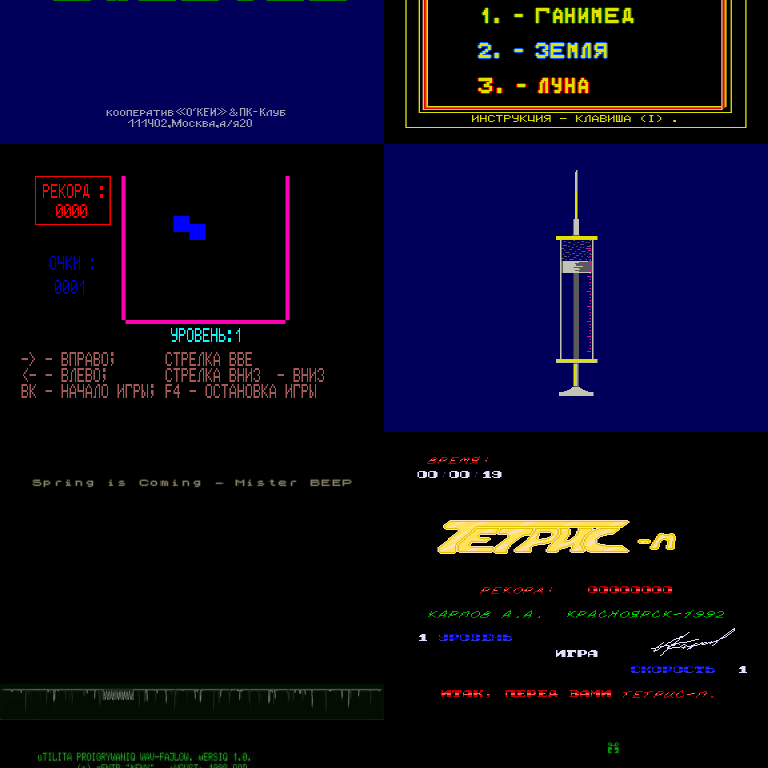 кооператив «О'КЕЙ» & ПК-Клуб
111402,Москва,а/я20
1. - ГАНИМЕД
2. - ЗЕМЛЯ
3. - ЛУНА
ИНСТРУКЦИЯ - КЛАВИША (I) .
РЕКОРД :
0000
ОЧКИ :
0001
УРОВЕНЬ:1
-> - ВПРАВО; СТРЕЛКА ВВЕ
<- - ВЛЕВО; СТРЕЛКА ВНИЗ - ВНИЗ
ВК - НАЧАЛО ИГРЫ; F4 - ОСТАНОВКА ИГРЫ
Spring is Coming - Mister BEEP
ВРЕМЯ:
00:00:19
ТЕТРИС-м
РЕКОРД: 00000000
КАРПОВ А.А. КРАСНОЯРСК-1992
1 УРОВЕНЬ
ИГРА
СКОРОСТЬ 1
ИТАК, ПЕРЕД ВАМИ ТЕТРИС-М.
uTILITA PROIGRYWANIQ WAV-FAJLOW. wERSIQ 1.0.